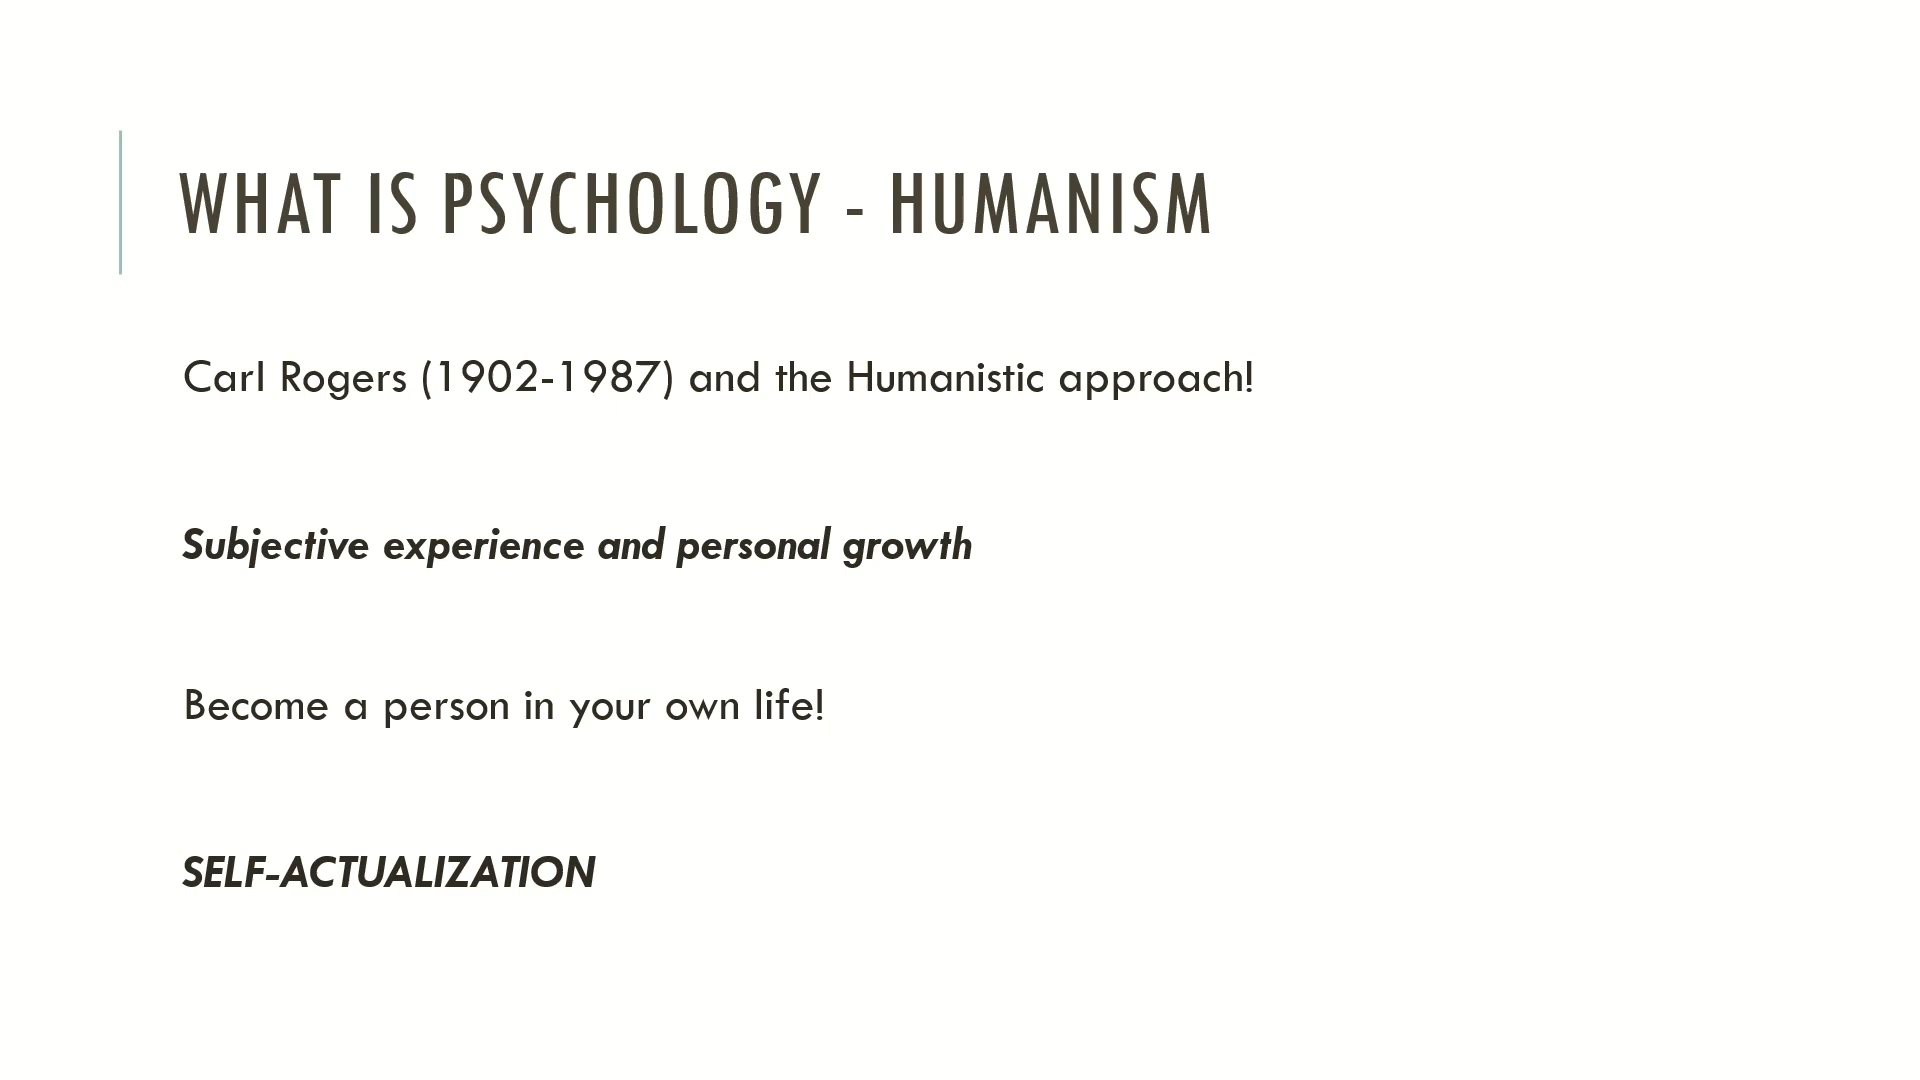 WHAT IS PSYCHOLOGY - HUMANISM
Carl Rogers (1902-1987) and the Humanistic approach!
Subjective experience and personal growth
Become a person in your own life!
SELF-ACTUALIZATION